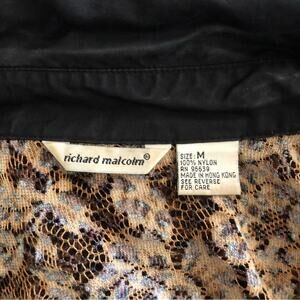 richard malcolm®
SIZE: M
100% NYLON
RN 95639
MADE IN HONG KONG
SEE REVERSE
FOR CARE